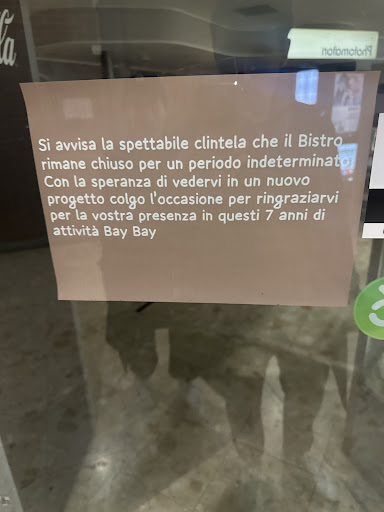 Photomaton
Si avvisa la spettabile clintela che il Bistro
rimane chiuso per un periodo indeterminato.
Con la speranza di vedervi in un nuovo
progetto colgo l'occasione per ringraziarvi
per la vostra presenza in questi 7 anni di
attività Bay Bay